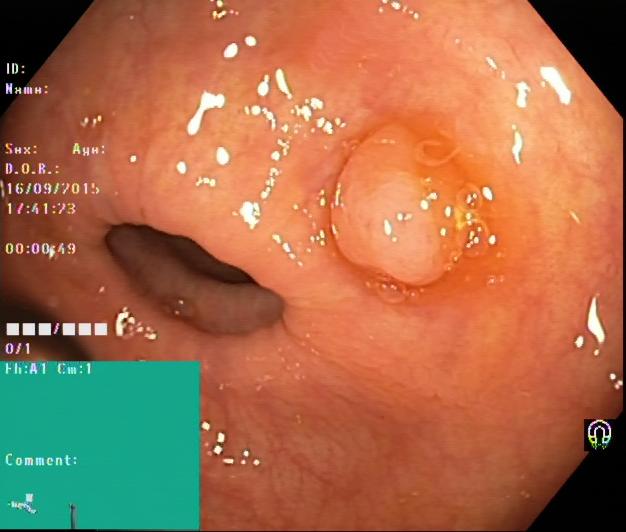 ID:
Name:
Sex: Age:
D.O.B.:
16/09/2015
17:41:23
00:00:49
■■■/■■■
0/1
Eh:A1 Cm:1
Comment: